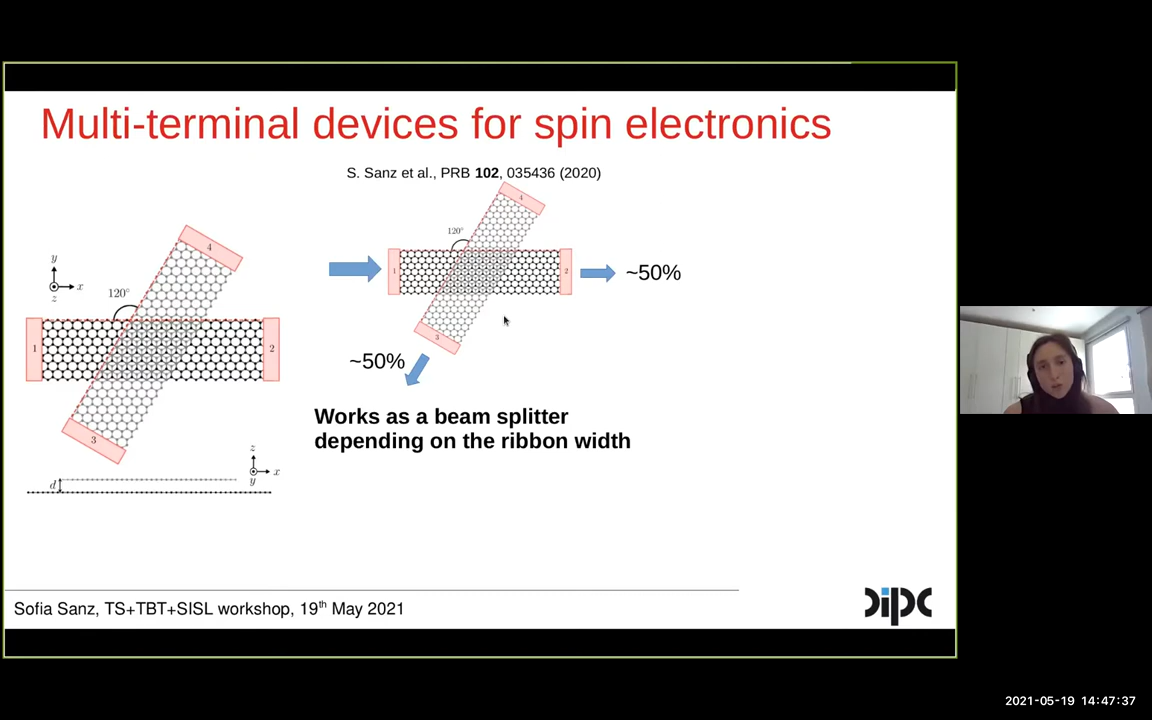 Multi-terminal devices for spin electronics
S. Sanz et al., PRB 102, 035436 (2020)
y
z
x
120°
1
2
3
4
120°
1
2
3
4
~50%
~50%
Works as a beam splitter
depending on the ribbon width
z
y
x
d
Sofia Sanz, TS+TBT+SISL workshop, 19th May 2021
dipc
2021-05-19 14:47:37